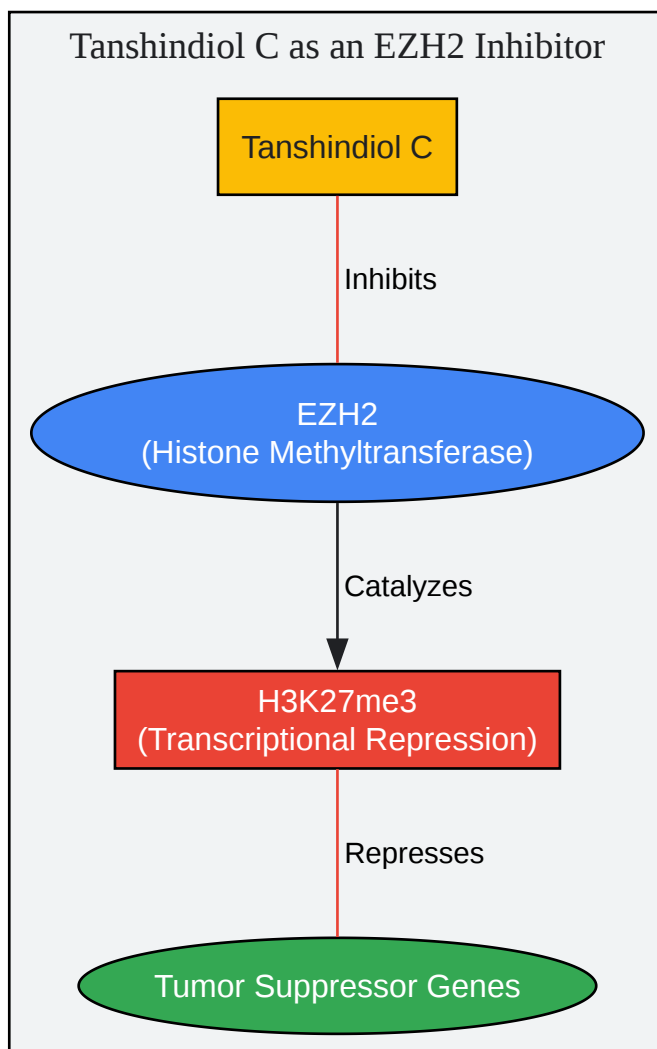 Tanshindiol C as an EZH2 Inhibitor
Tanshindiol C
Inhibits
EZH2
(Histone Methyltransferase)
Catalyzes
H3K27me3
(Transcriptional Repression)
Represses
Tumor Suppressor Genes